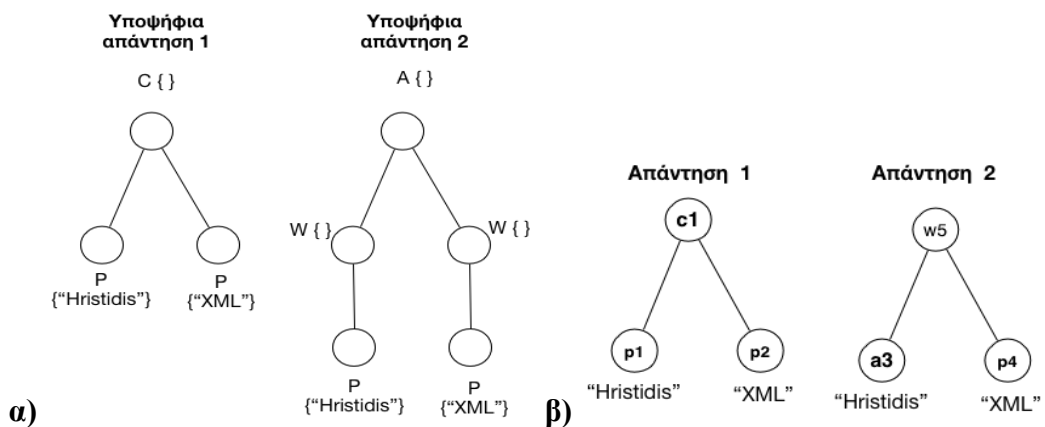 Υποψήφια
απάντηση 1
C { }
P
{“Hristidis”}
P
{“XML”}
Υποψήφια
απάντηση 2
A { }
W { }
W { }
P
{“Hristidis”}
P
{“XML”}
α)
Απάντηση 1
c1
p1
p2
“Hristidis”
“XML”
Απάντηση 2
w5
a3
p4
“Hristidis”
“XML”
β)